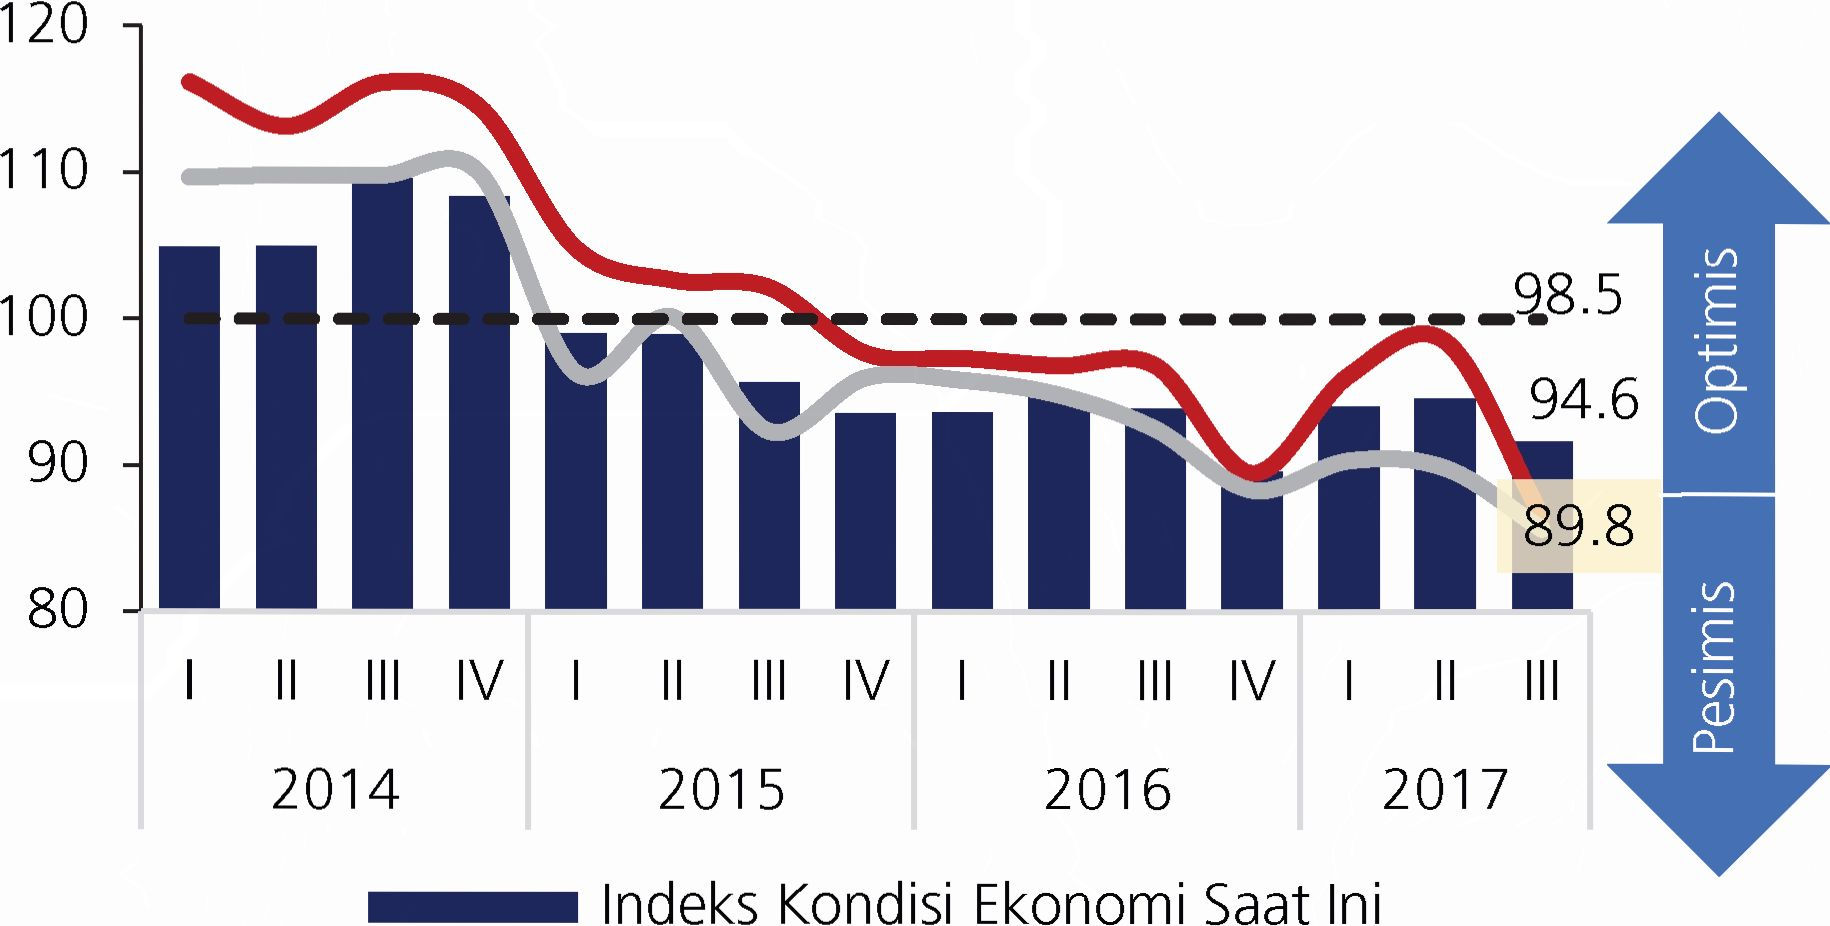 120
110
100
90
80
98.5
94.6
89.8
Optimis
Pesimis
I II III IV I II III IV I II III IV I II III
2014 2015 2016 2017
Indeks Kondisi Ekonomi Saat Ini